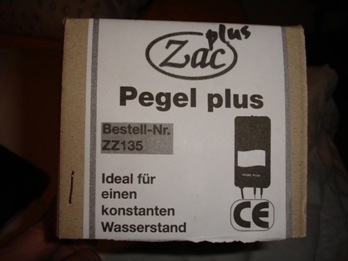 plus
Zac
Pegel plus
Bestell-Nr.
ZZ135
Ideal für
einen
konstanten
Wasserstand
CE